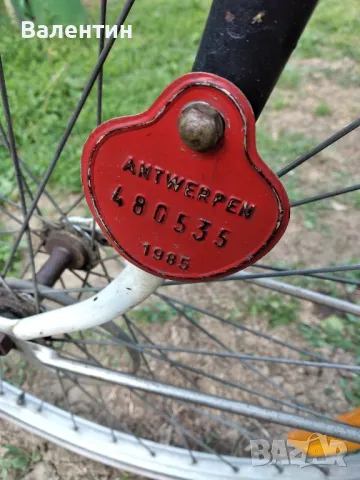 Валентин
ANTWERPEN
480535
1985
BAZAR